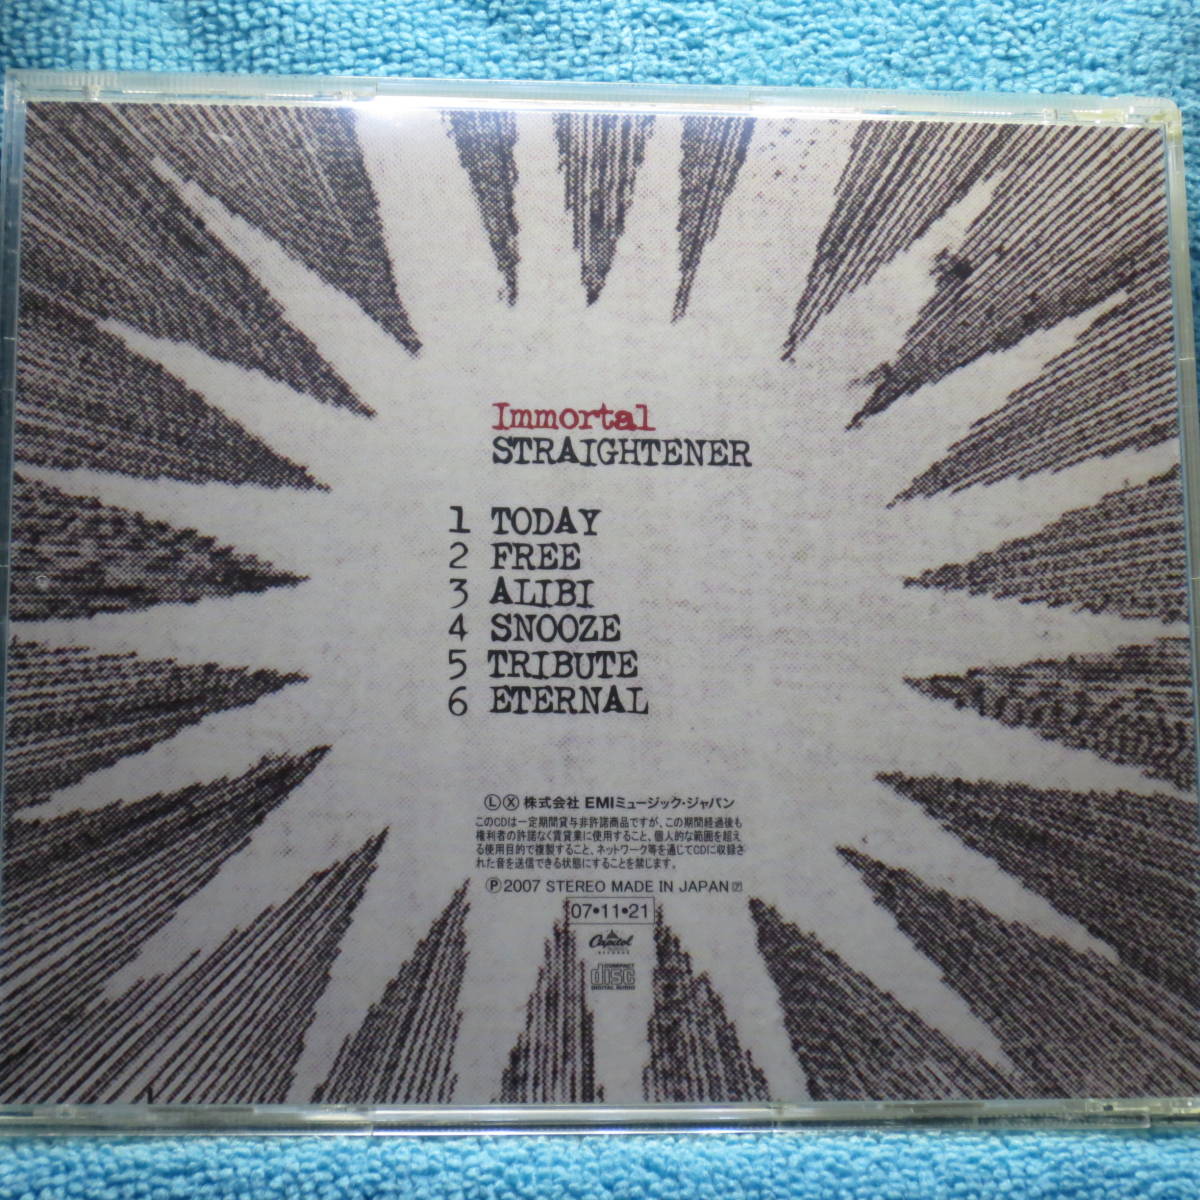 Immortal
STRAIGHTENER
1 TODAY
2 FREE
3 ALIBI
4 SNOOZE
5 TRIBUTE
6 ETERNAL
Ⓛ Ⓧ 株式会社 EMIミュージック・ジャパン
このCDは一定期間貸与非許諾商品ですが、この期間経過後も
権利者の許諾なく賃貸業に使用すること、個人的な範囲を超え
る使用目的で複製すること、ネットワーク等を通じてCDに収録さ
れた音を送信できる状態にすることを禁じます。
Ⓟ2007 STEREO MADE IN JAPAN
07•11•21
Capitol
RECORDS
COMPACT
disc
DIGITAL AUDIO